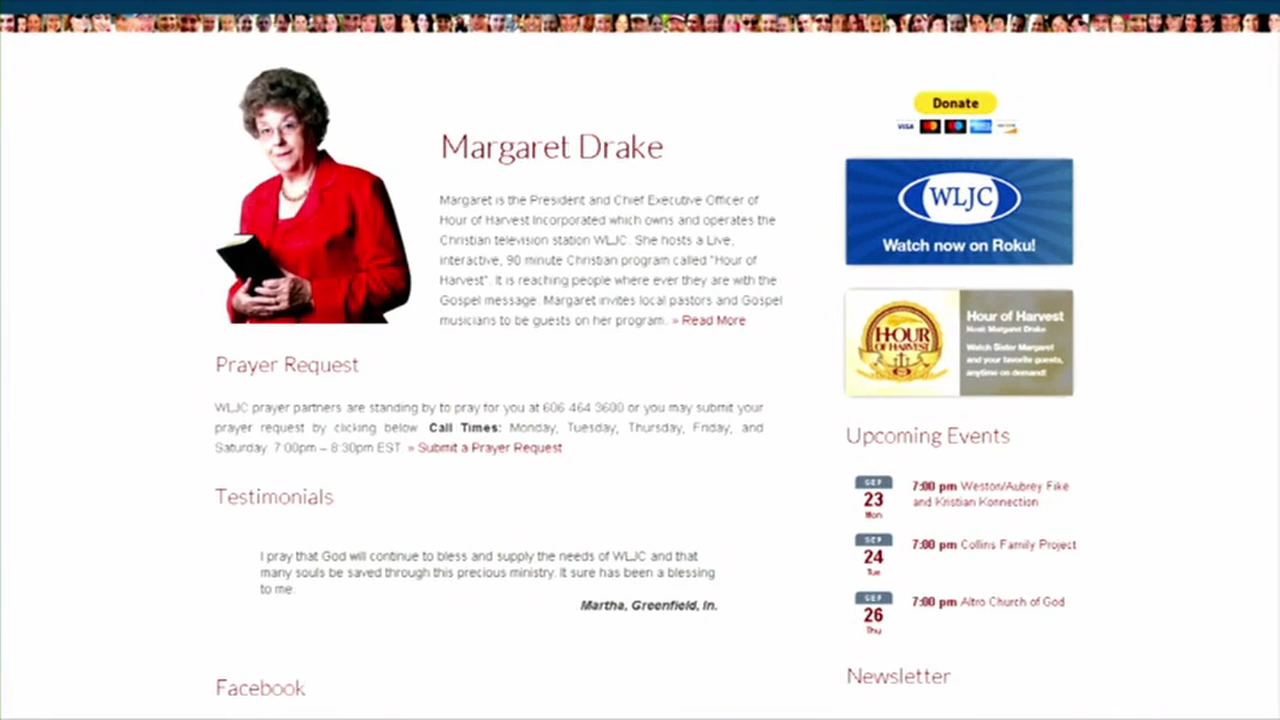 Margaret Drake
Margaret is the President and Chief Executive Officer of
Hour of Harvest Incorporated which owns and operates the
Christian television station WLJC. She hosts a Live,
interactive, 90 minute Christian program called "Hour of
Harvest". It is reaching people where ever they are with the
Gospel message. Margaret invites local pastors and Gospel
musicians to be guests on her program. » Read More
Prayer Request
WLJC prayer partners are standing by to pray for you at 606 464 3600 or you may submit your
prayer request by clicking below. Call Times: Monday, Tuesday, Thursday, Friday, and
Saturday. 7:00pm – 8:30pm EST. » Submit a Prayer Request
Testimonials
I pray that God will continue to bless and supply the needs of WLJC and that
many souls be saved through this precious ministry. It sure has been a blessing
to me.
Martha, Greenfield, In.
Facebook
Donate
VISA
WLJC
Watch now on Roku!
HOUR
OF HARVEST
Hour of Harvest
Host Margaret Drake
Watch Sister Margaret
and your favorite guests,
anytime on demand!
Upcoming Events
SEP
23
Mon
7:00 pm Weston/Aubrey Fike
and Kristian Konnection
SEP
24
Tue
7:00 pm Collins Family Project
SEP
26
Thu
7:00 pm Altro Church of God
Newsletter